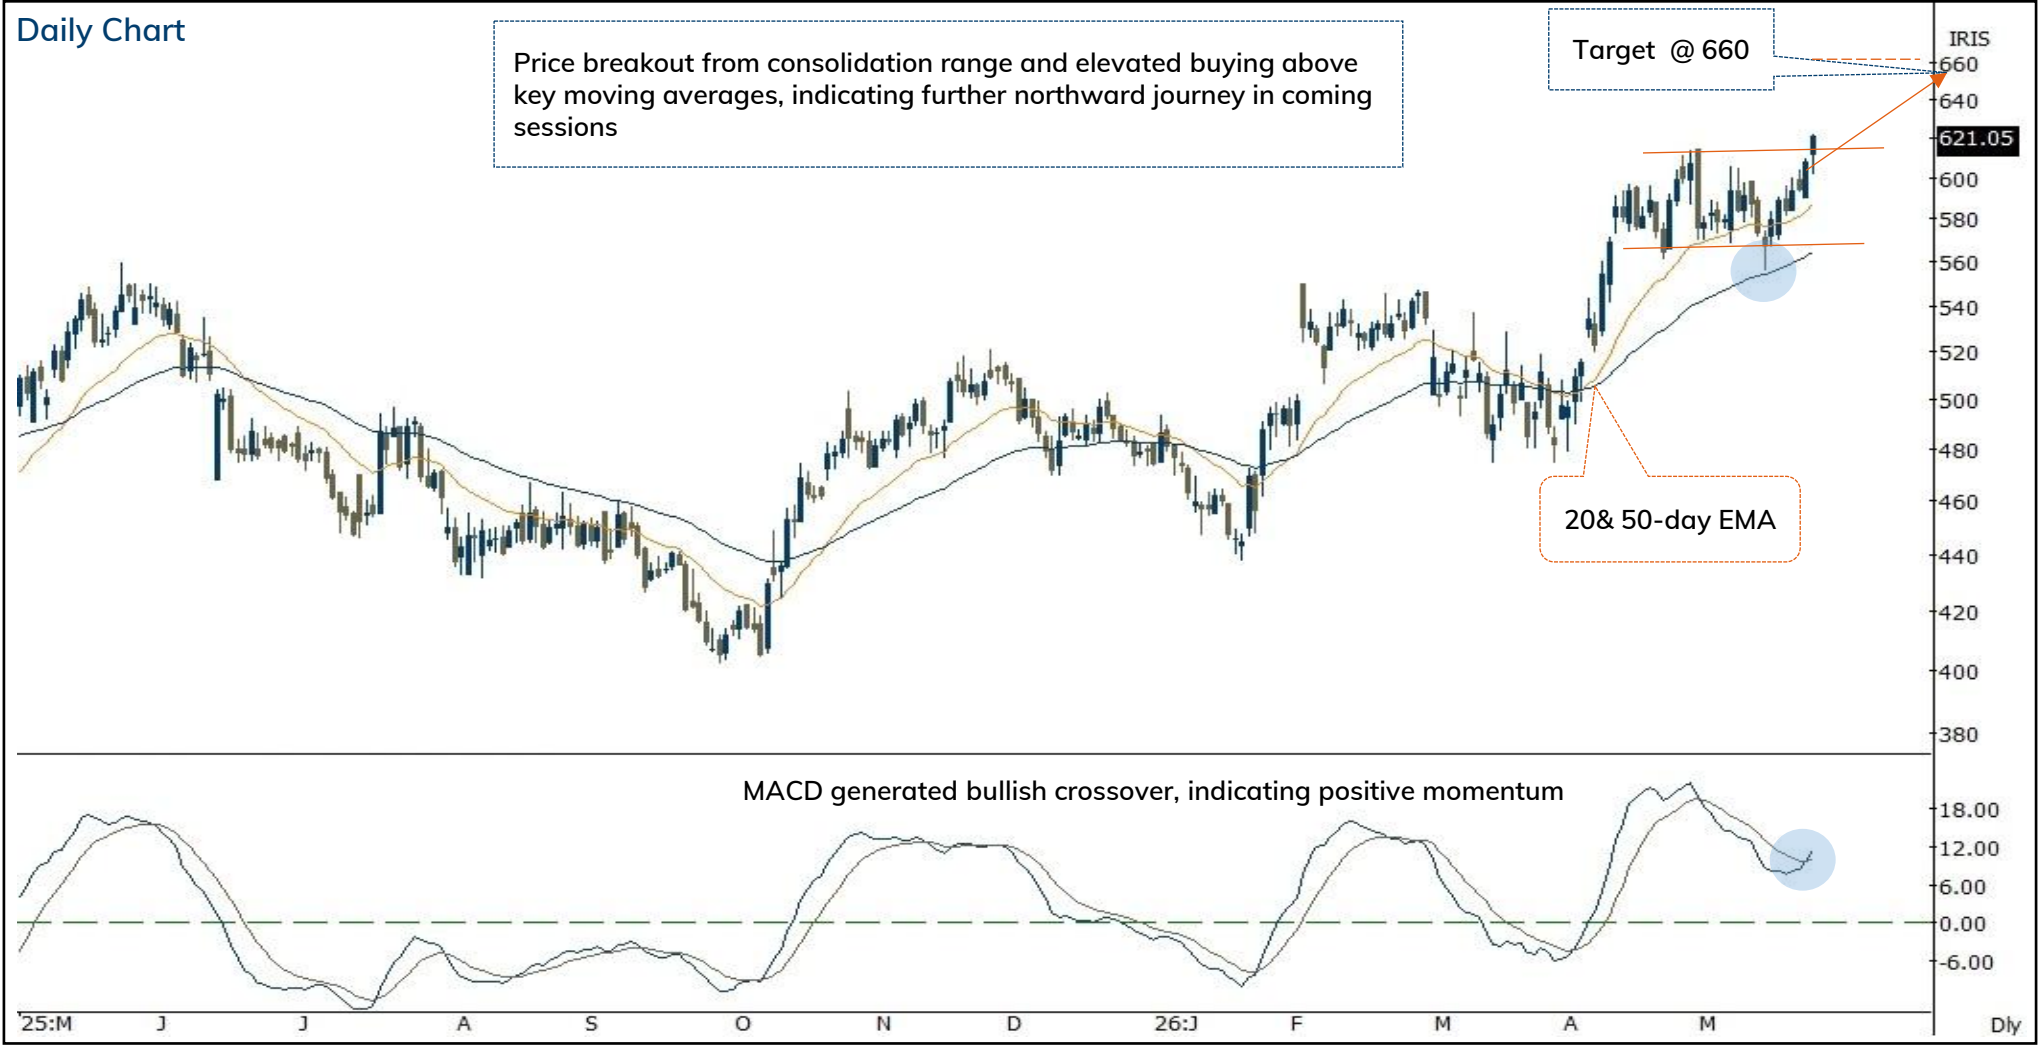 Daily Chart
Price breakout from consolidation range and elevated buying above
key moving averages, indicating further northward journey in coming
sessions
Target @ 660
IRIS
660
640
621.05
600
580
560
540
520
500
480
460
440
420
400
380
20& 50-day EMA
MACD generated bullish crossover, indicating positive momentum
18.00
12.00
6.00
0.00
-6.00
'25:M J J A S O N D 26:J F M A M Dly